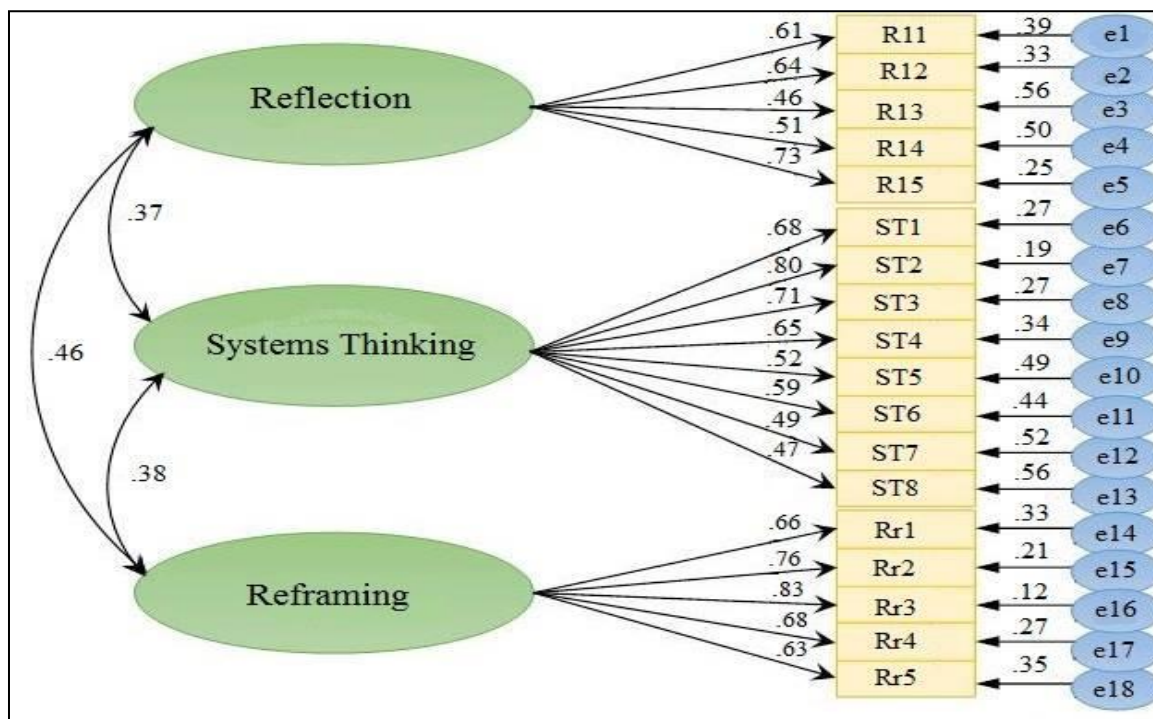 .61 R11 .39 e1
.64 R12 .33 e2
Reflection .46 R13 .56 e3
.51 R14 .50 e4
.73 R15 .25 e5
.37
.68 ST1 .27 e6
.80 ST2 .19 e7
.71 ST3 .27 e8
Systems Thinking .65 ST4 .34 e9
.46 .52 ST5 .49 e10
.59 ST6 .44 e11
.49 ST7 .52 e12
.38 .47 ST8 .56 e13
.66 Rr1 .33 e14
.76 Rr2 .21 e15
Reframing .83 Rr3 .12 e16
.68 Rr4 .27 e17
.63 Rr5 .35 e18